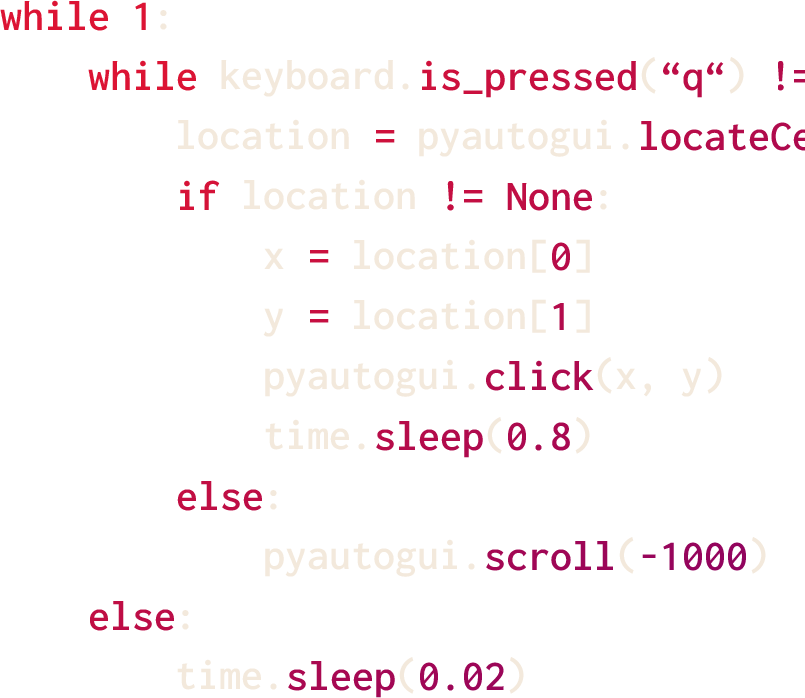 while 1:
while keyboard.is_pressed(“q“) !=
location = pyautogui.locateCe
if location != None:
x = location[0]
y = location[1]
pyautogui.click(x, y)
time.sleep(0.8)
else:
pyautogui.scroll(-1000)
else:
time.sleep(0.02)